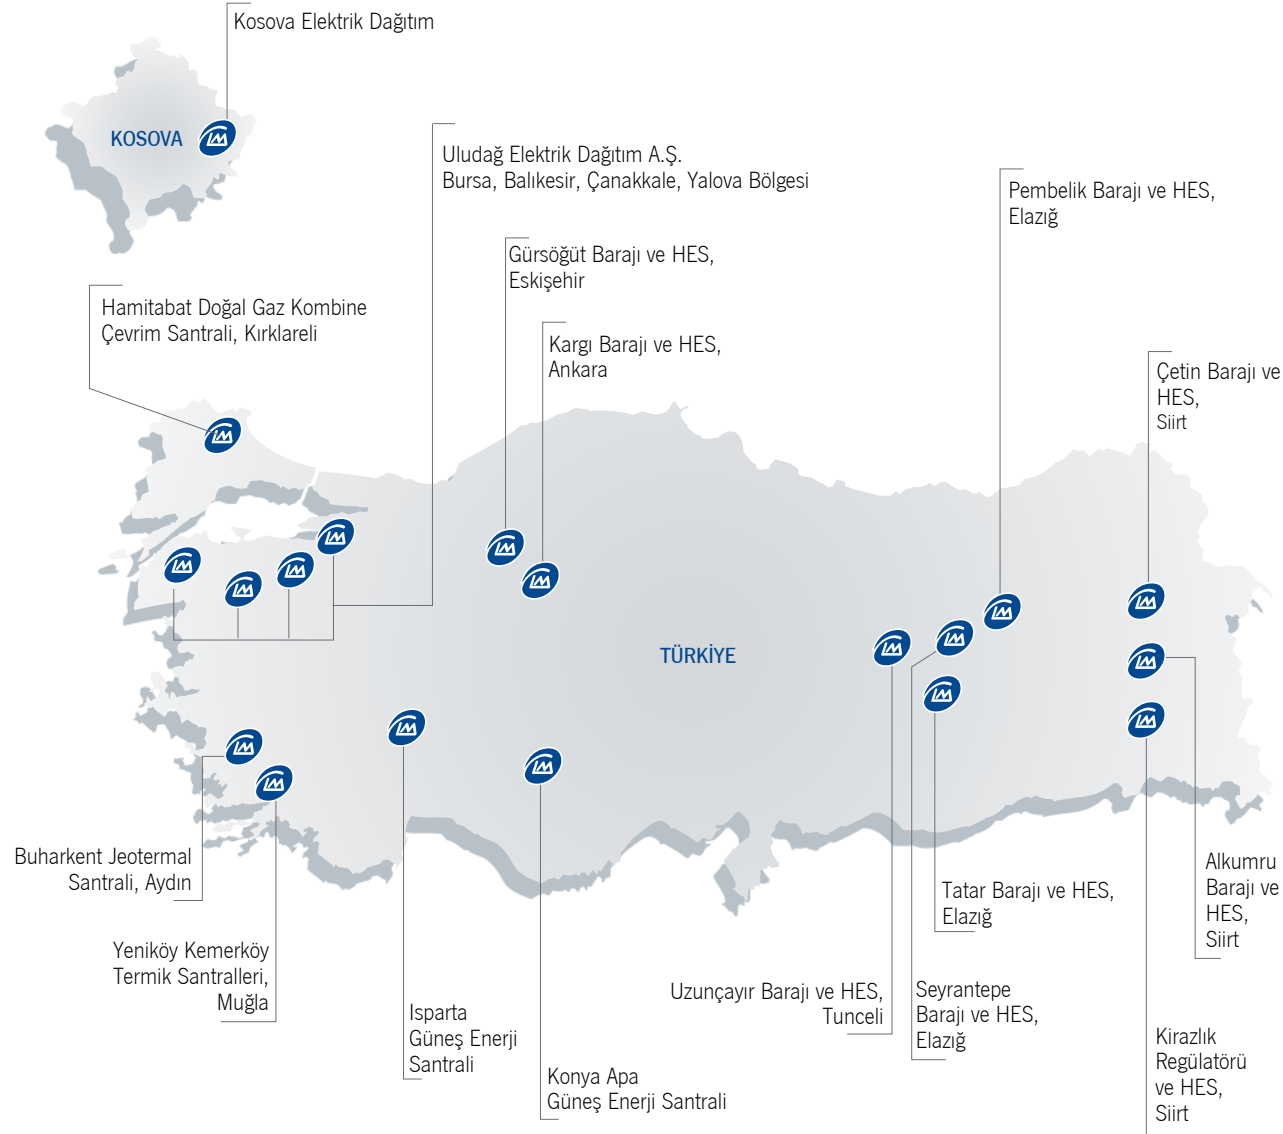 Kosova Elektrik Dağıtım
KOSOVA
Uludağ Elektrik Dağıtım A.Ş.
Bursa, Balıkesir, Çanakkale, Yalova Bölgesi
Pembelik Barajı ve HES,
Elazığ
Gürsöğüt Barajı ve HES,
Eskişehir
Hamitabat Doğal Gaz Kombine
Çevrim Santrali, Kırklareli
Kargı Barajı ve HES,
Ankara
Çetin Barajı ve
HES,
Siirt
TÜRKİYE
Buharkent Jeotermal
Santrali, Aydın
Alkumru
Barajı ve
HES,
Siirt
Tatar Barajı ve HES,
Elazığ
Yeniköy Kemerköy
Termik Santralleri,
Muğla
Uzunçayır Barajı ve HES,
Tunceli
Seyrantepe
Barajı ve HES,
Elazığ
Isparta
Güneş Enerji
Santrali
Kirazlık
Regülatörü
ve HES,
Siirt
Konya Apa
Güneş Enerji Santrali